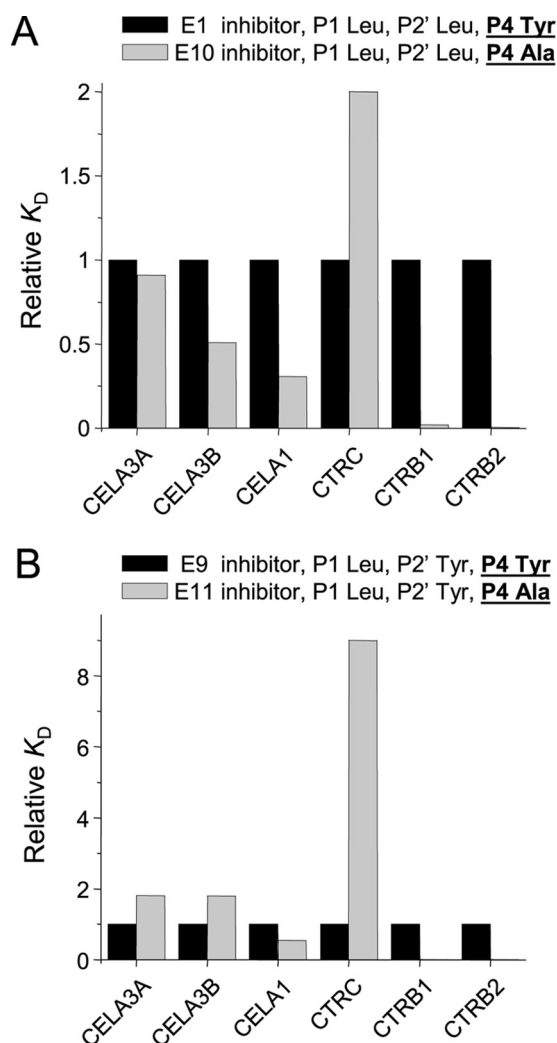 A
E1 inhibitor, P1 Leu, P2' Leu, P4 Tyr
E10 inhibitor, P1 Leu, P2' Leu, P4 Ala
Relative KD
2
1.5
1
0.5
0
CELA3A
CELA3B
CELA1
CTRC
CTRB1
CTRB2
B
E9 inhibitor, P1 Leu, P2' Tyr, P4 Tyr
E11 inhibitor, P1 Leu, P2' Tyr, P4 Ala
Relative KD
8
6
4
2
0
CELA3A
CELA3B
CELA1
CTRC
CTRB1
CTRB2